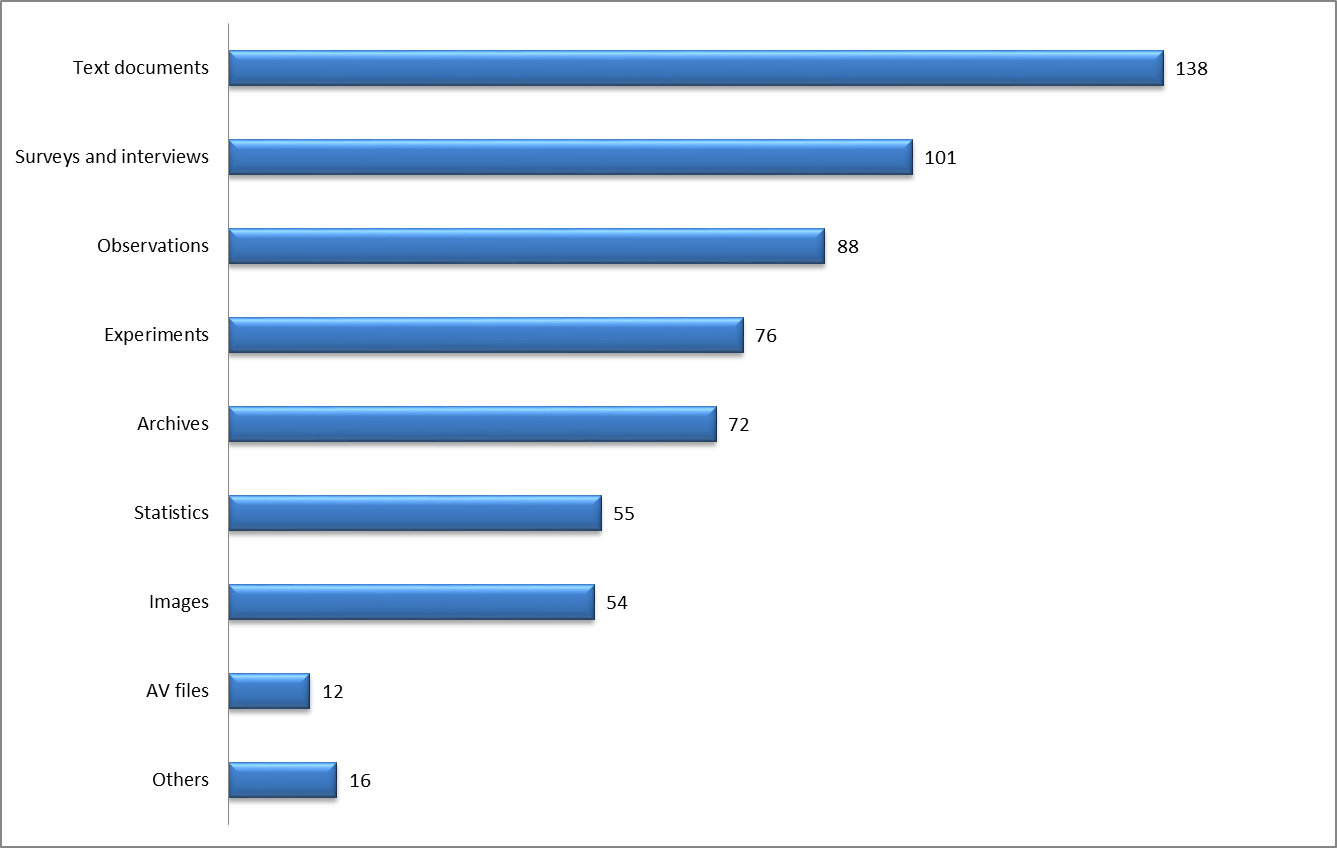 Text documents 138
Surveys and interviews 101
Observations 88
Experiments 76
Archives 72
Statistics 55
Images 54
AV files 12
Others 16